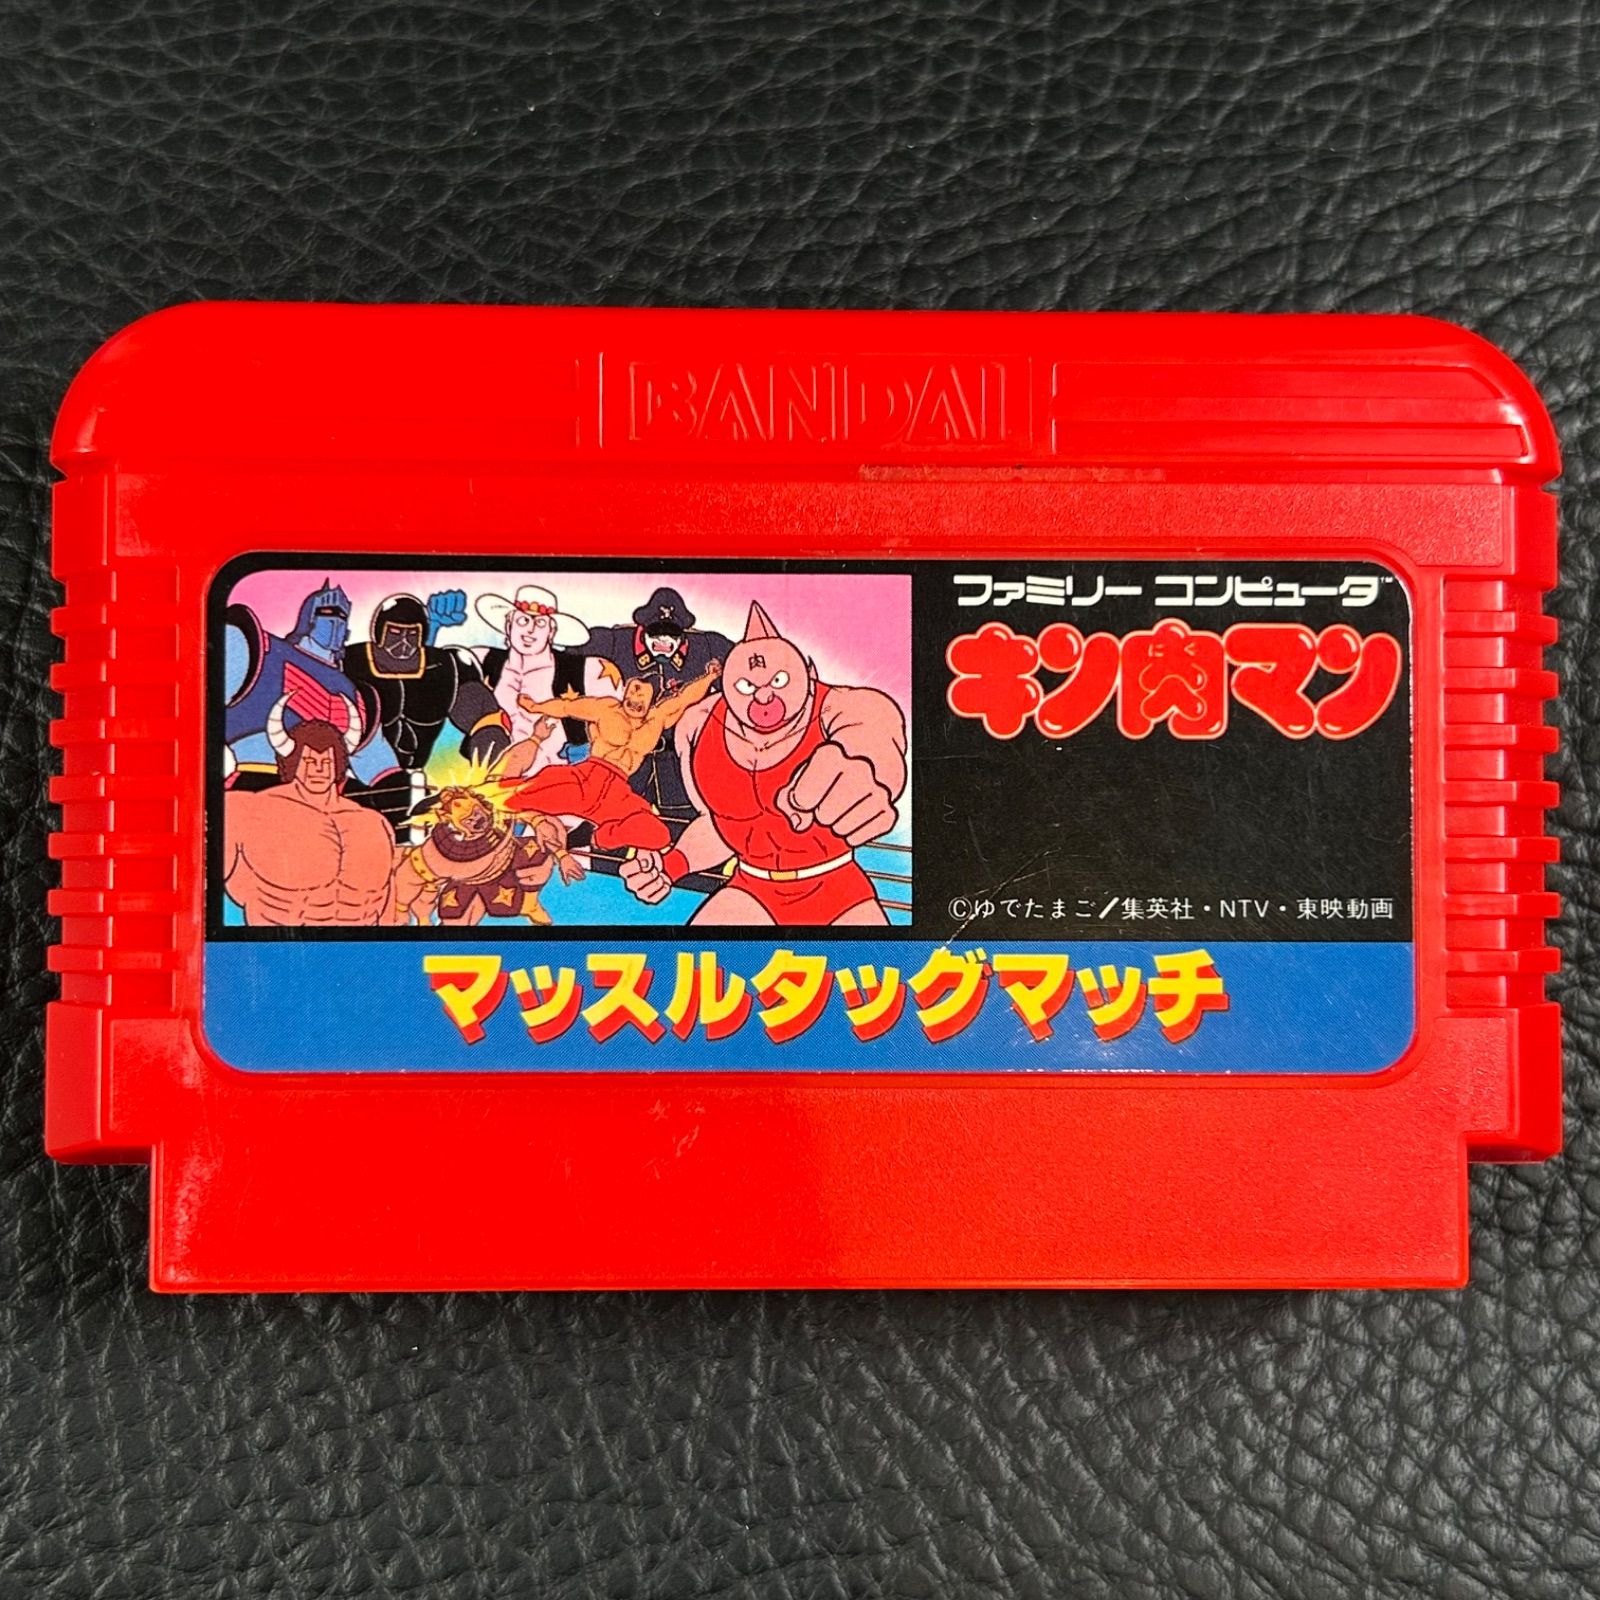 BANDAI
ファミリー コンピュータ™
キン肉マン
にく
肉
©ゆでたまご/集英社・NTV・東映動画
マッスルタッグマッチ